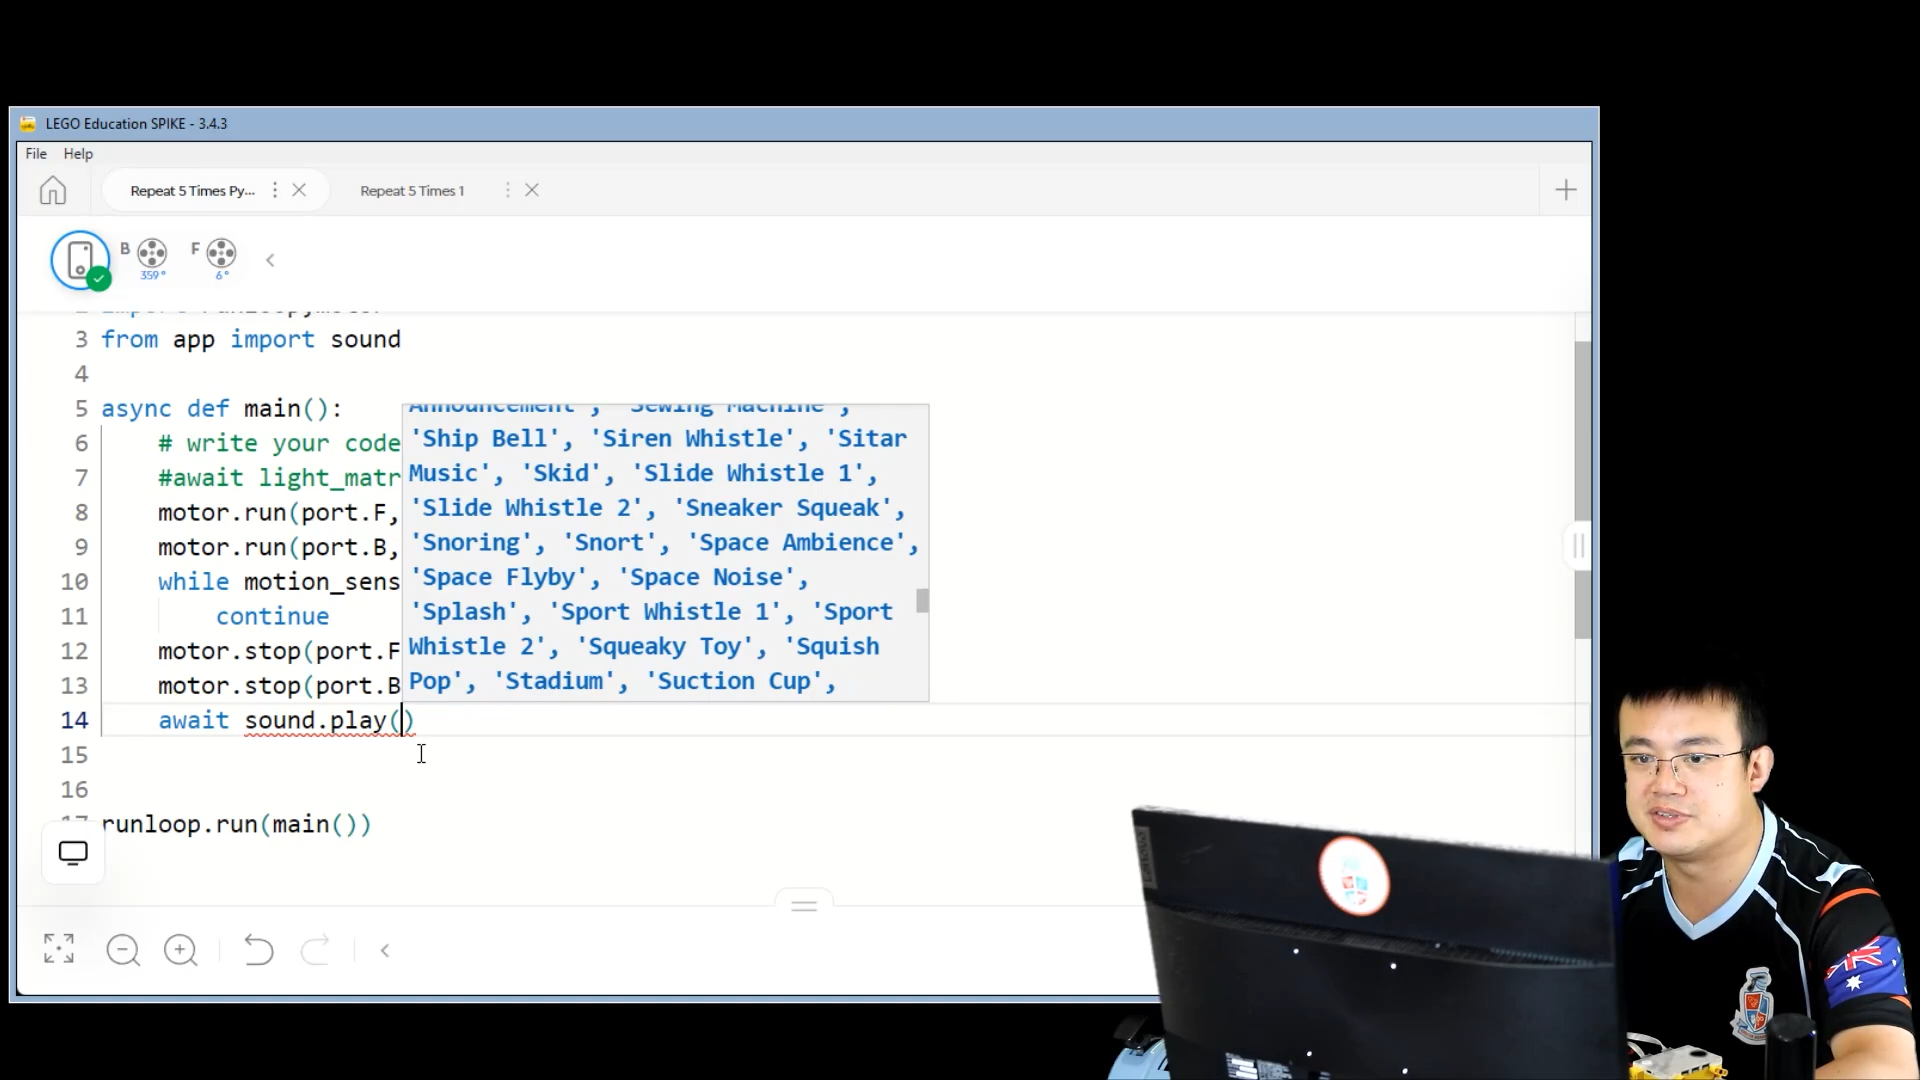 LEGO Education SPIKE - 3.4.3
File Help
Repeat 5 Times Py...
Repeat 5 Times 1
B
359°
F
6°
3 from app import sound
4
5 async def main():
6 # write your code
7 #await light_matr
8 motor.run(port.F,
9 motor.run(port.B,
10 while motion_sens
11 continue
12 motor.stop(port.F
13 motor.stop(port.B
14 await sound.play()
15
16
runloop.run(main())
Announcement', 'Sewing Machine',
'Ship Bell', 'Siren Whistle', 'Sitar
Music', 'Skid', 'Slide Whistle 1',
'Slide Whistle 2', 'Sneaker Squeak',
'Snoring', 'Snort', 'Space Ambience',
'Space Flyby', 'Space Noise',
'Splash', 'Sport Whistle 1', 'Sport
Whistle 2', 'Squeaky Toy', 'Squish
Pop', 'Stadium', 'Suction Cup',